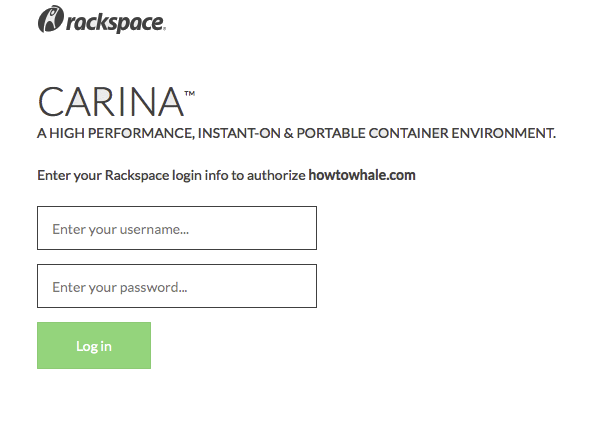 rackspace®
CARINA™
A HIGH PERFORMANCE, INSTANT-ON & PORTABLE CONTAINER ENVIRONMENT.
Enter your Rackspace login info to authorize howtowhale.com
Enter your username...
Enter your password...
Log in